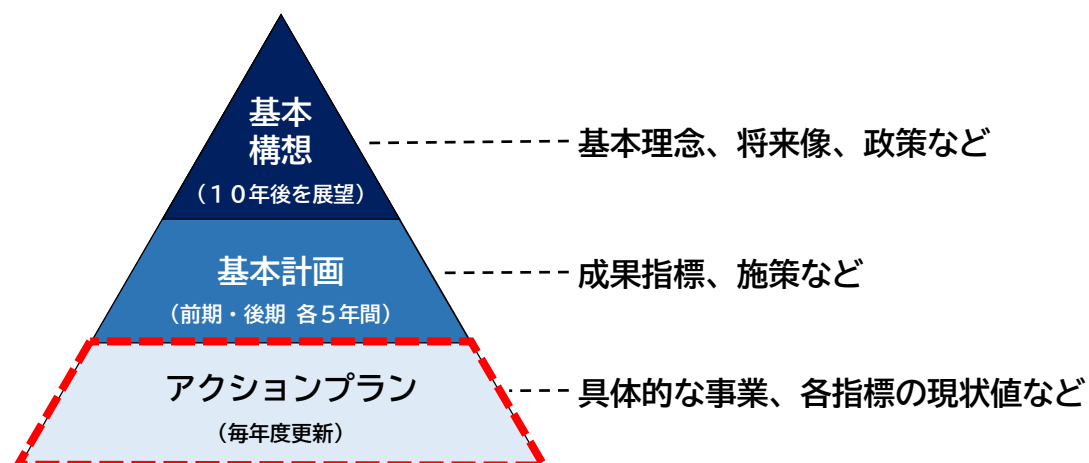 基本
構想
（１０年後を展望）
基本理念、将来像、政策など
基本計画
（前期・後期 各５年間）
成果指標、施策など
アクションプラン
（毎年度更新）
具体的な事業、各指標の現状値など